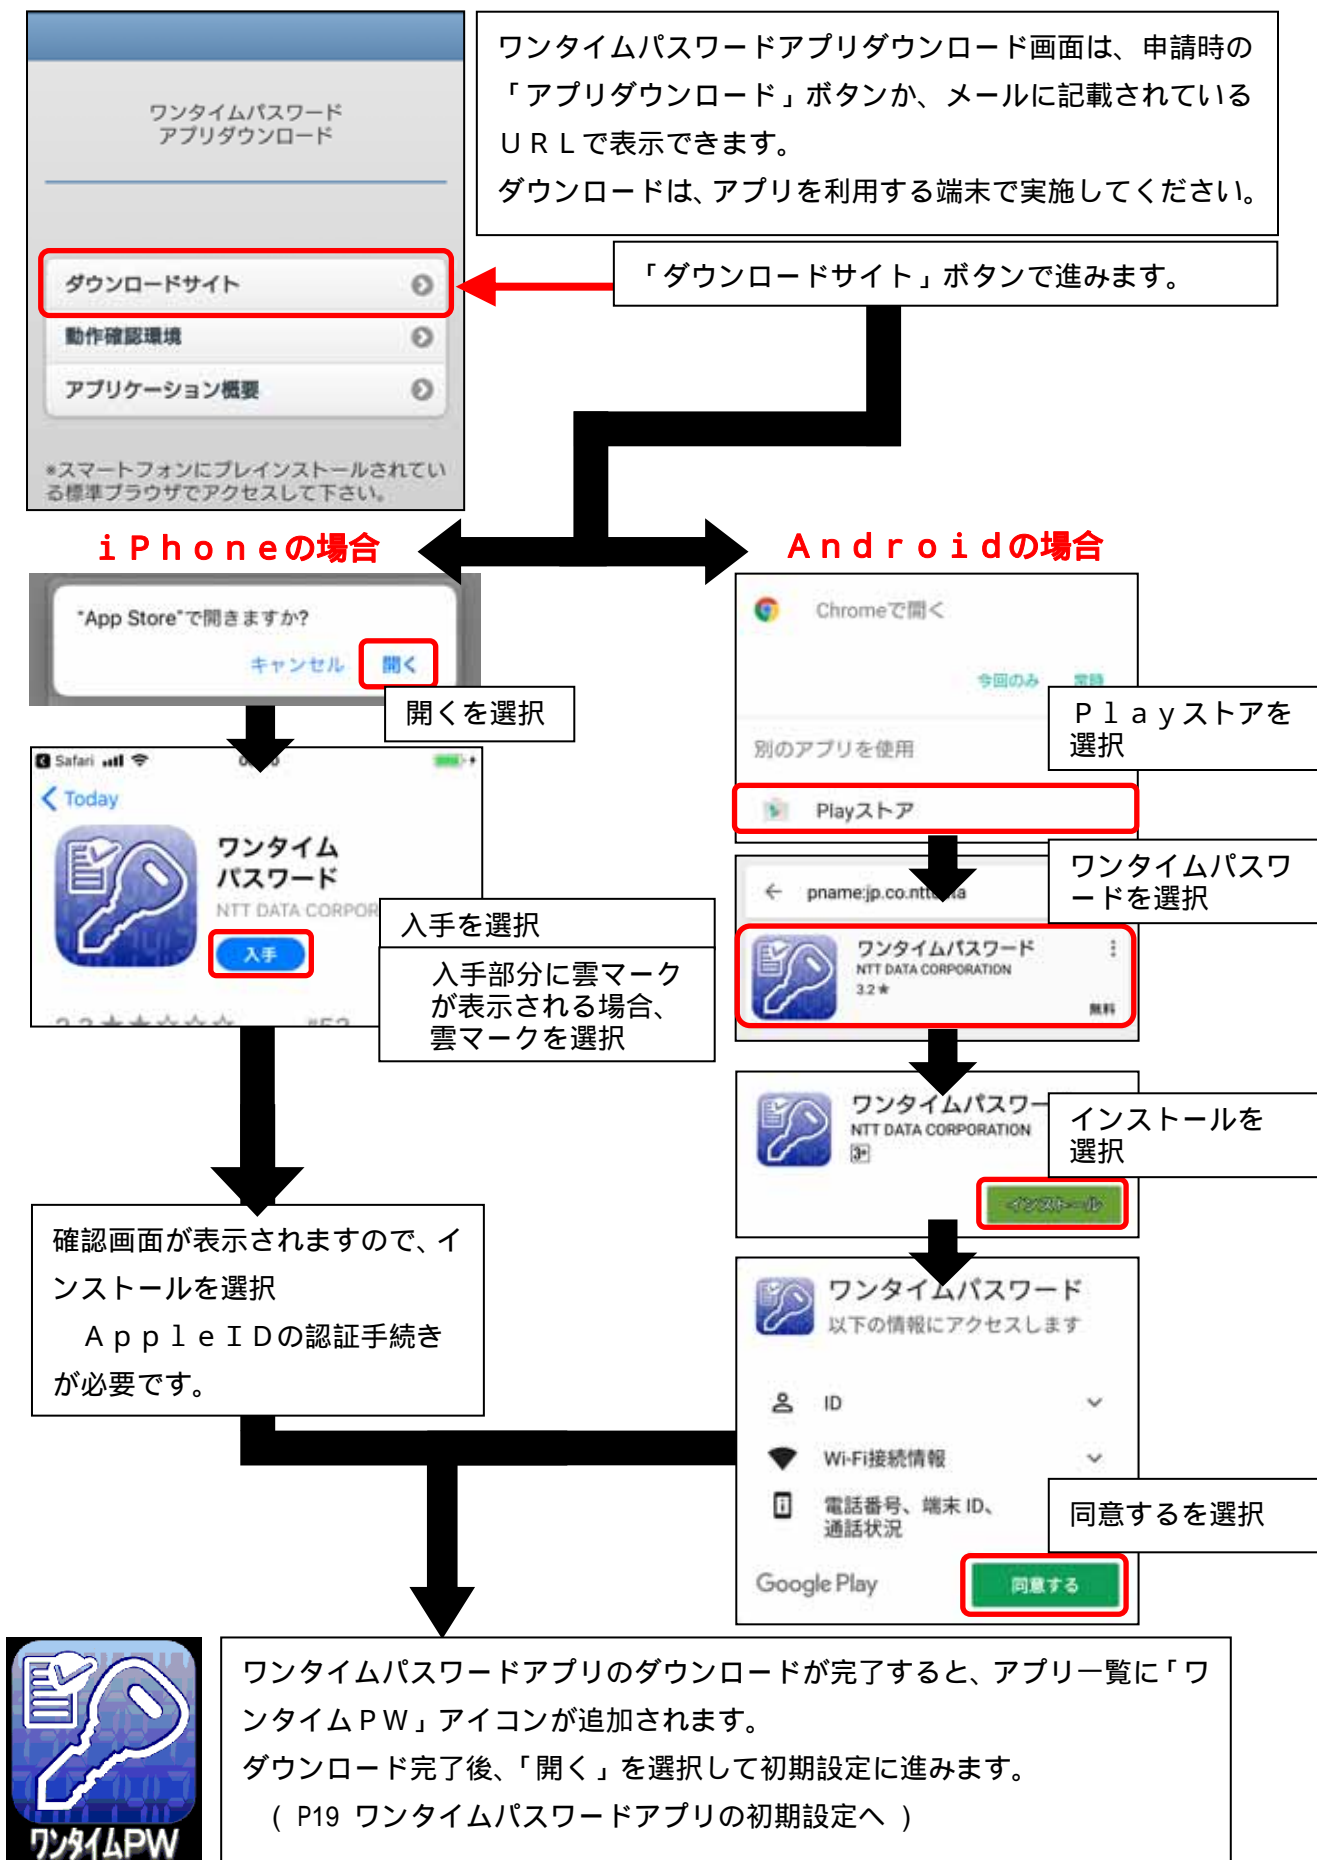 ワンタイムパスワード
アプリダウンロード
ダウンロードサイト
動作確認環境
アプリケーション概要
※スマートフォンにプレインストールされてい
る標準ブラウザでアクセスして下さい。
ワンタイムパスワードアプリダウンロード画面は、申請時の
「アプリダウンロード」ボタンか、メールに記載されている
ＵＲＬで表示できます。
ダウンロードは、アプリを利用する端末で実施してください。
「ダウンロードサイト」ボタンで進みます。
ｉＰｈｏｎｅの場合
"App Store"で開きますか?
キャンセル 開く
開くを選択
Safari
Today
ワンタイム
パスワード
NTT DATA CORPOR
入手
入手を選択
入手部分に雲マーク
が表示される場合、
雲マークを選択
確認画面が表示されますので、イ
ンストールを選択
ＡｐｐｌｅＩＤの認証手続き
が必要です。
Ａｎｄｒｏｉｄの場合
Chromeで開く
今回のみ 常時
別のアプリを使用
Playストア
Ｐｌａｙストアを
選択
pname:jp.co.ntt
ワンタイムパスワ
ードを選択
ワンタイムパスワード
NTT DATA CORPORATION
3.2★
無料
ワンタイムパスワー
NTT DATA CORPORATION
3+
インストール
インストールを
選択
ワンタイムパスワード
以下の情報にアクセスします
ID
Wi-Fi接続情報
電話番号、端末 ID、
通話状況
Google Play 同意する
同意するを選択
ワンタイムPW
ワンタイムパスワードアプリのダウンロードが完了すると、アプリ一覧に「ワ
ンタイムＰＷ」アイコンが追加されます。
ダウンロード完了後、「開く」を選択して初期設定に進みます。
( P19 ワンタイムパスワードアプリの初期設定へ )